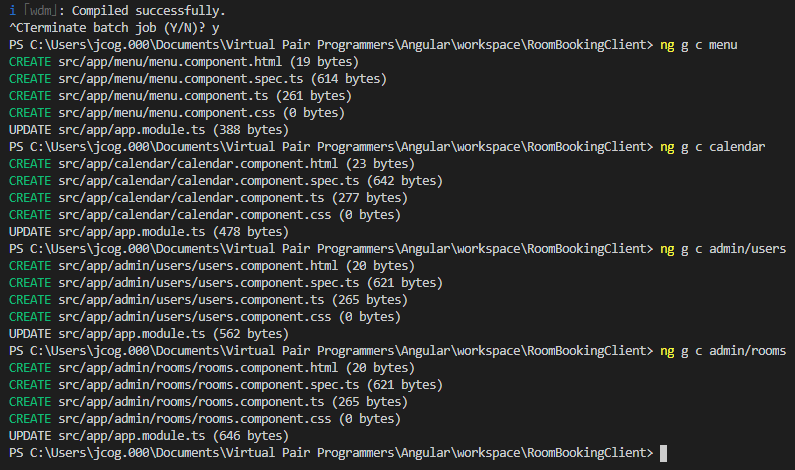 i ｢wdm｣: Compiled successfully.
^CTerminate batch job (Y/N)? y
PS C:\Users\jcog.000\Documents\Virtual Pair Programmers\Angular\workspace\RoomBookingClient> ng g c menu
CREATE src/app/menu/menu.component.html (19 bytes)
CREATE src/app/menu/menu.component.spec.ts (614 bytes)
CREATE src/app/menu/menu.component.ts (261 bytes)
CREATE src/app/menu/menu.component.css (0 bytes)
UPDATE src/app/app.module.ts (388 bytes)
PS C:\Users\jcog.000\Documents\Virtual Pair Programmers\Angular\workspace\RoomBookingClient> ng g c calendar
CREATE src/app/calendar/calendar.component.html (23 bytes)
CREATE src/app/calendar/calendar.component.spec.ts (642 bytes)
CREATE src/app/calendar/calendar.component.ts (277 bytes)
CREATE src/app/calendar/calendar.component.css (0 bytes)
UPDATE src/app/app.module.ts (478 bytes)
PS C:\Users\jcog.000\Documents\Virtual Pair Programmers\Angular\workspace\RoomBookingClient> ng g c admin/users
CREATE src/app/admin/users/users.component.html (20 bytes)
CREATE src/app/admin/users/users.component.spec.ts (621 bytes)
CREATE src/app/admin/users/users.component.ts (265 bytes)
CREATE src/app/admin/users/users.component.css (0 bytes)
UPDATE src/app/app.module.ts (562 bytes)
PS C:\Users\jcog.000\Documents\Virtual Pair Programmers\Angular\workspace\RoomBookingClient> ng g c admin/rooms
CREATE src/app/admin/rooms/rooms.component.html (20 bytes)
CREATE src/app/admin/rooms/rooms.component.spec.ts (621 bytes)
CREATE src/app/admin/rooms/rooms.component.ts (265 bytes)
CREATE src/app/admin/rooms/rooms.component.css (0 bytes)
UPDATE src/app/app.module.ts (646 bytes)
PS C:\Users\jcog.000\Documents\Virtual Pair Programmers\Angular\workspace\RoomBookingClient>